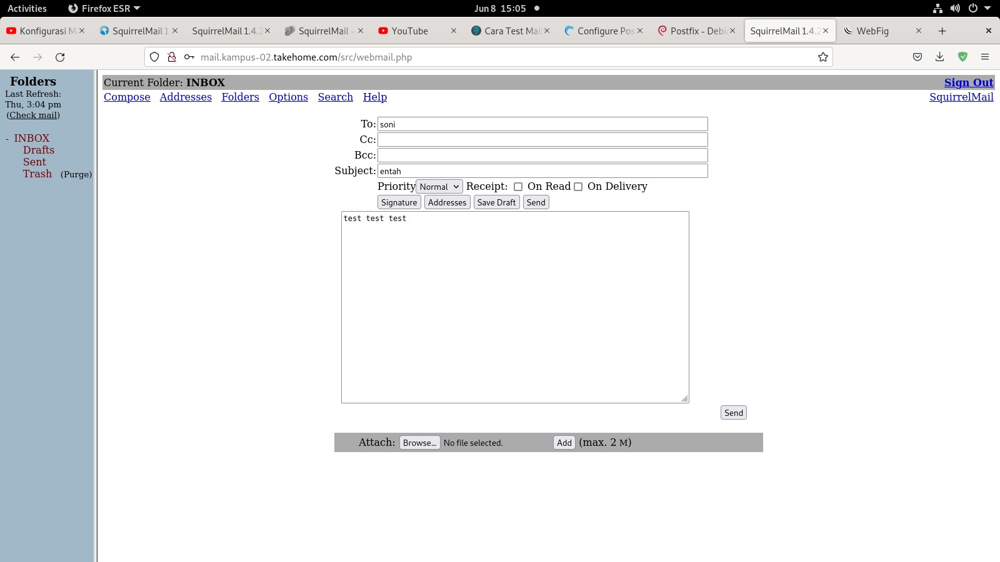 Activities Firefox ESR Jun 8 15:05
Konfigurasi M SquirrelMail 1. SquirrelMail 1.4.2 SquirrelMail - YouTube Cara Test Mail Configure Pos Postfix - Debi SquirrelMail 1.4.2 WebFig
mail.kampus-02.takehome.com/src/webmail.php
Folders
Last Refresh:
Thu, 3:04 pm
(Check mail)
- INBOX
Drafts
Sent
Trash (Purge)
Current Folder: INBOX Sign Out
Compose Addresses Folders Options Search Help SquirrelMail
To: soni
Cc:
Bcc:
Subject: entah
Priority Normal Receipt: On Read On Delivery
Signature Addresses Save Draft Send
test test test
Send
Attach: Browse... No file selected. Add (max. 2 M)